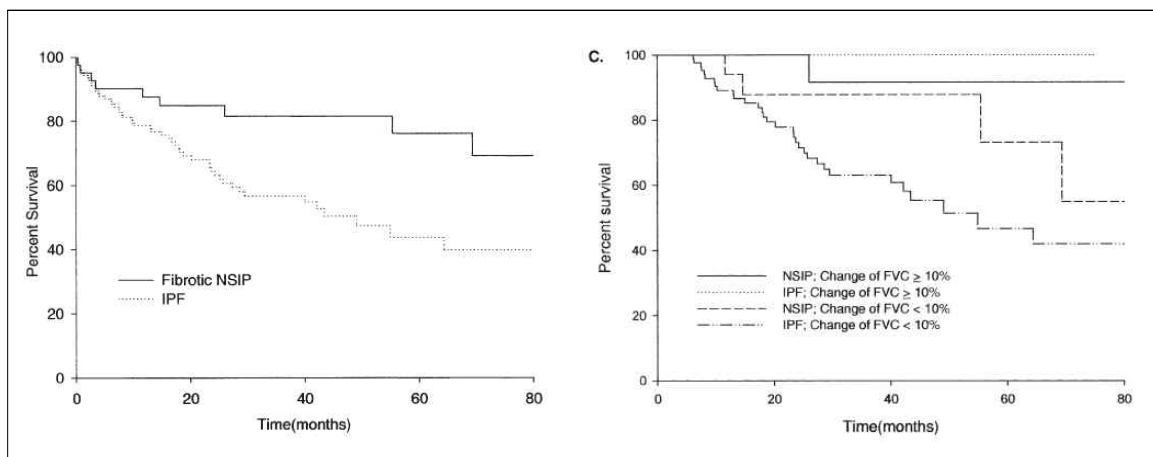 100
80
60
40
20
0
Percent Survival
Fibrotic NSIP
IPF
0 20 40 60 80
Time(months)
C.
100
80
60
40
20
0
Percent survival
NSIP; Change of FVC ≥ 10%
IPF; Change of FVC ≥ 10%
NSIP; Change of FVC < 10%
IPF; Change of FVC < 10%
0 20 40 60 80
Time(months)